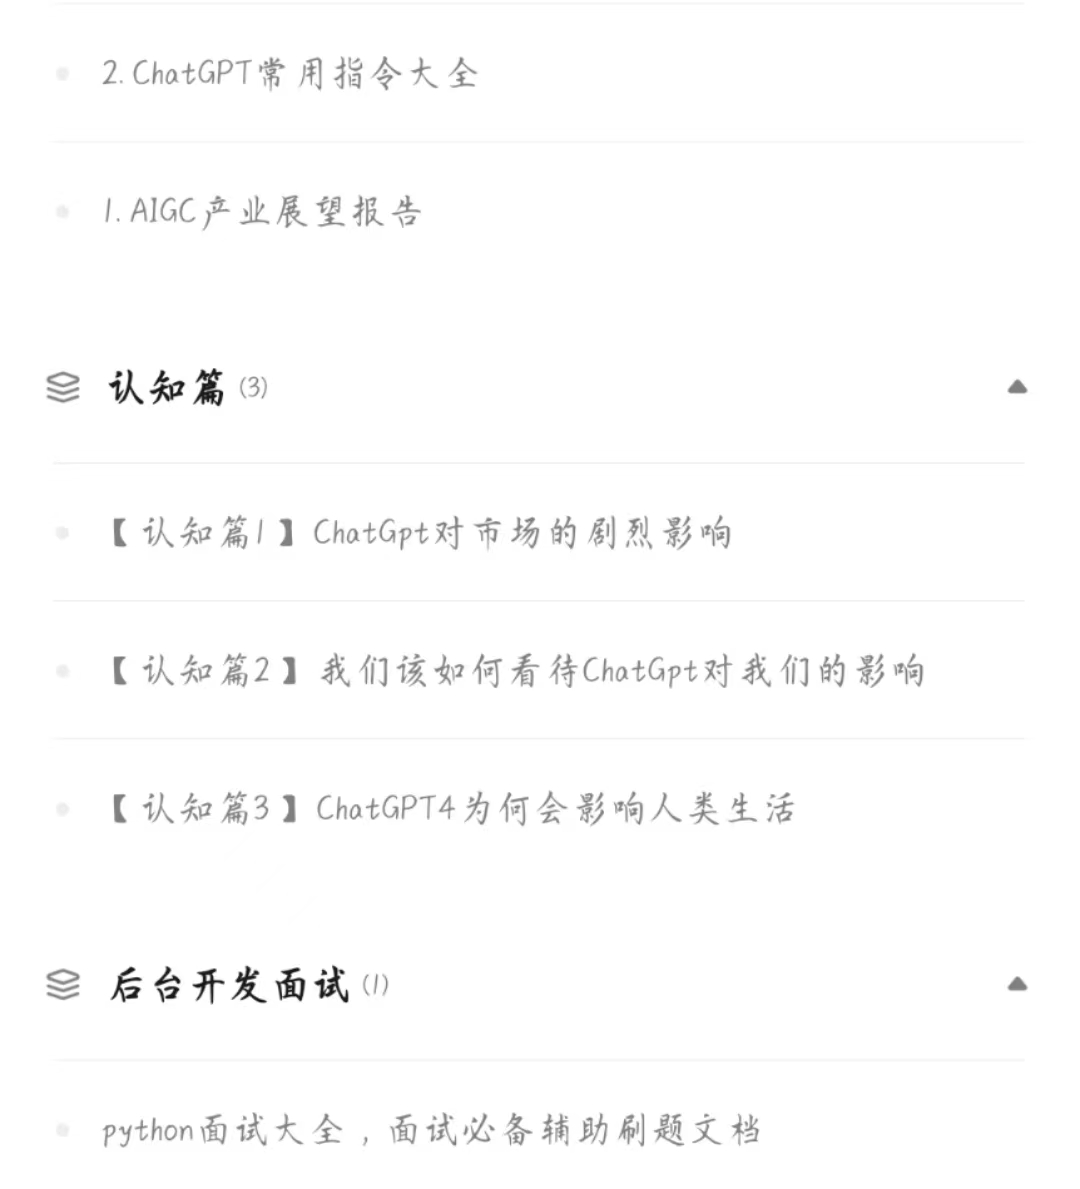 2.ChatGPT常用指令大全
1.AIGC产业展望报告
认知篇 (3)
【认知篇1】ChatGpt对市场的剧烈影响
【认知篇2】我们该如何看待ChatGpt对我们的影响
【认知篇3】ChatGPT4为何会影响人类生活
后台开发面试 (1)
python面试大全，面试必备辅助刷题文档